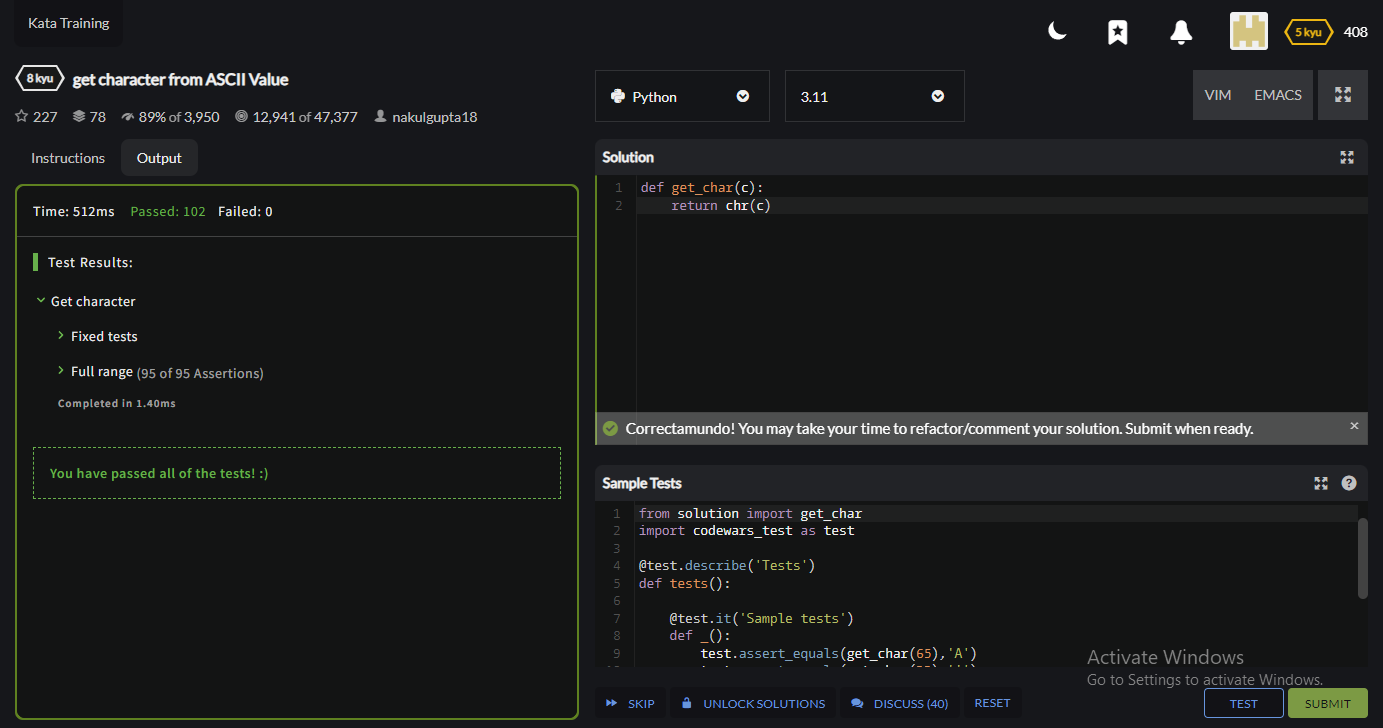 Kata Training
5 kyu 408
8 kyu get character from ASCII Value
227 78 89% of 3,950 12,941 of 47,377 nakulgupta18
Instructions Output
Time: 512ms Passed: 102 Failed: 0
Test Results:
Get character
Fixed tests
Full range (95 of 95 Assertions)
Completed in 1.40ms
You have passed all of the tests! :)
Python 3.11 VIM EMACS
Solution
1 def get_char(c):
2 return chr(c)
Correctamundo! You may take your time to refactor/comment your solution. Submit when ready.
Sample Tests
1 from solution import get_char
2 import codewars_test as test
3
4 @test.describe('Tests')
5 def tests():
6
7 @test.it('Sample tests')
8 def _():
9 test.assert_equals(get_char(65),'A')
Activate Windows
Go to Settings to activate Windows.
SKIP UNLOCK SOLUTIONS DISCUSS (40) RESET TEST SUBMIT